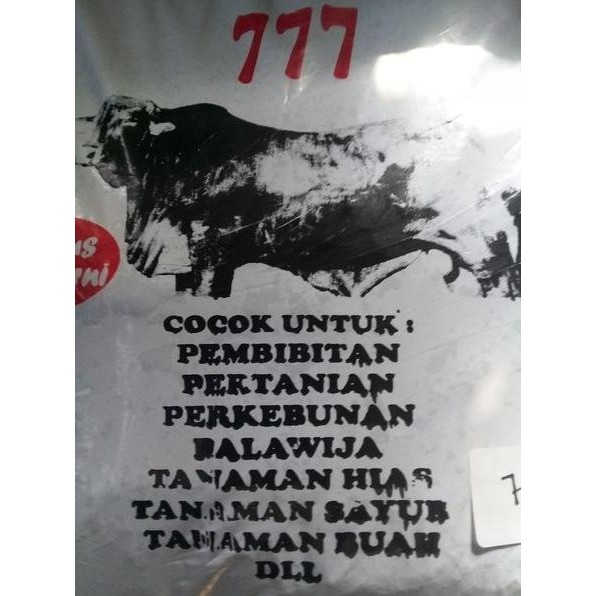 777
COCOK UNTUK :
PEMBIBITAN
PERTANIAN
PERKEBUNAN
PALAWIJA
TANAMAN HIAS
TANAMAN SAYUR
TANAMAN BUAH
DLL